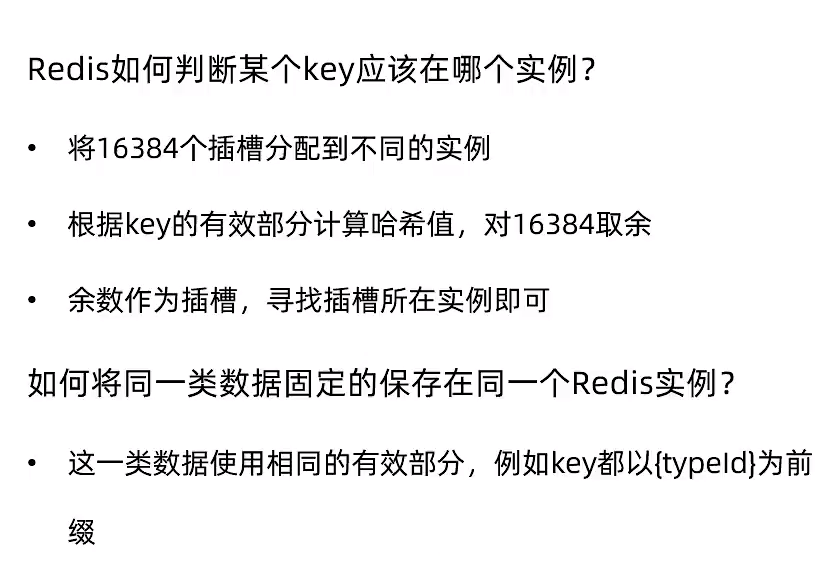 Redis如何判断某个key应该在哪个实例？
• 将16384个插槽分配到不同的实例
• 根据key的有效部分计算哈希值，对16384取余
• 余数作为插槽，寻找插槽所在实例即可
如何将同一类数据固定的保存在同一个Redis实例？
• 这一类数据使用相同的有效部分，例如key都以{typeId}为前
缀